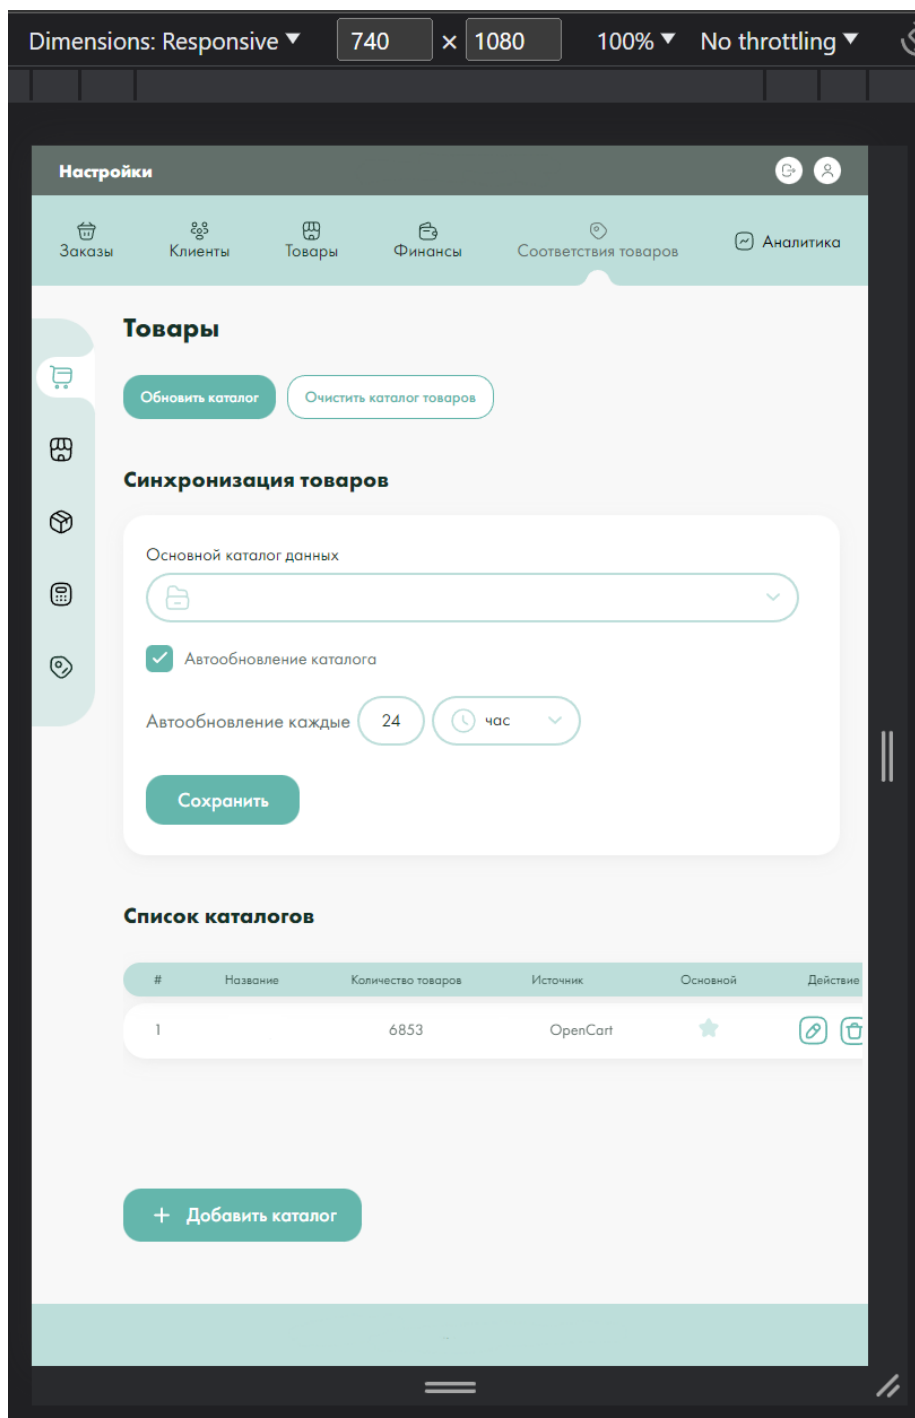 Dimensions: Responsive ▼ 740 × 1080 100% ▼ No throttling ▼
Настройки
Заказы Клиенты Товары Финансы Соответствия товаров Аналитика
Товары
Обновить каталог Очистить каталог товаров
Синхронизация товаров
Основной каталог данных
Автообновление каталога
Автообновление каждые 24 час
Сохранить
Список каталогов
# Название Количество товаров Источник Основной Действие
1 6853 OpenCart
+ Добавить каталог